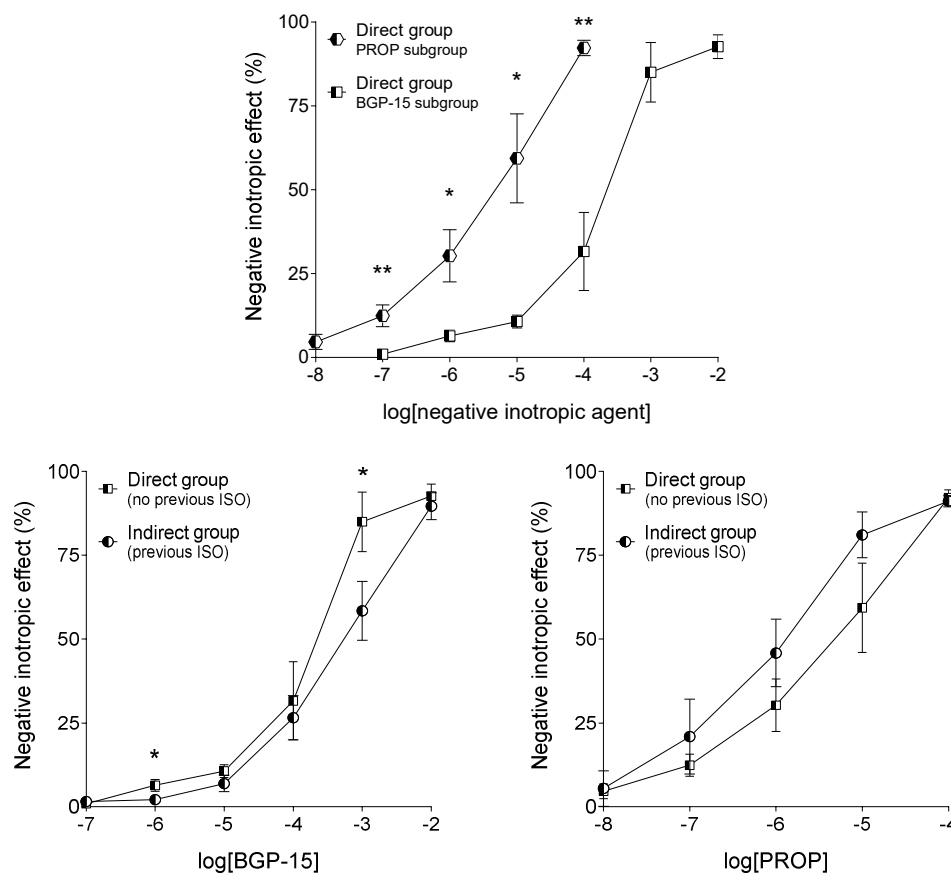 Negative inotropic effect (%)
100
75
50
25
0
Direct group
PROP subgroup
Direct group
BGP-15 subgroup
**
*
*
**
-8 -7 -6 -5 -4 -3 -2
log[negative inotropic agent]
Negative inotropic effect (%)
100
75
50
25
0
Direct group
(no previous ISO)
Indirect group
(previous ISO)
*
*
-7 -6 -5 -4 -3 -2
log[BGP-15]
Negative inotropic effect (%)
100
75
50
25
0
Direct group
(no previous ISO)
Indirect group
(previous ISO)
-8 -7 -6 -5 -4
log[PROP]